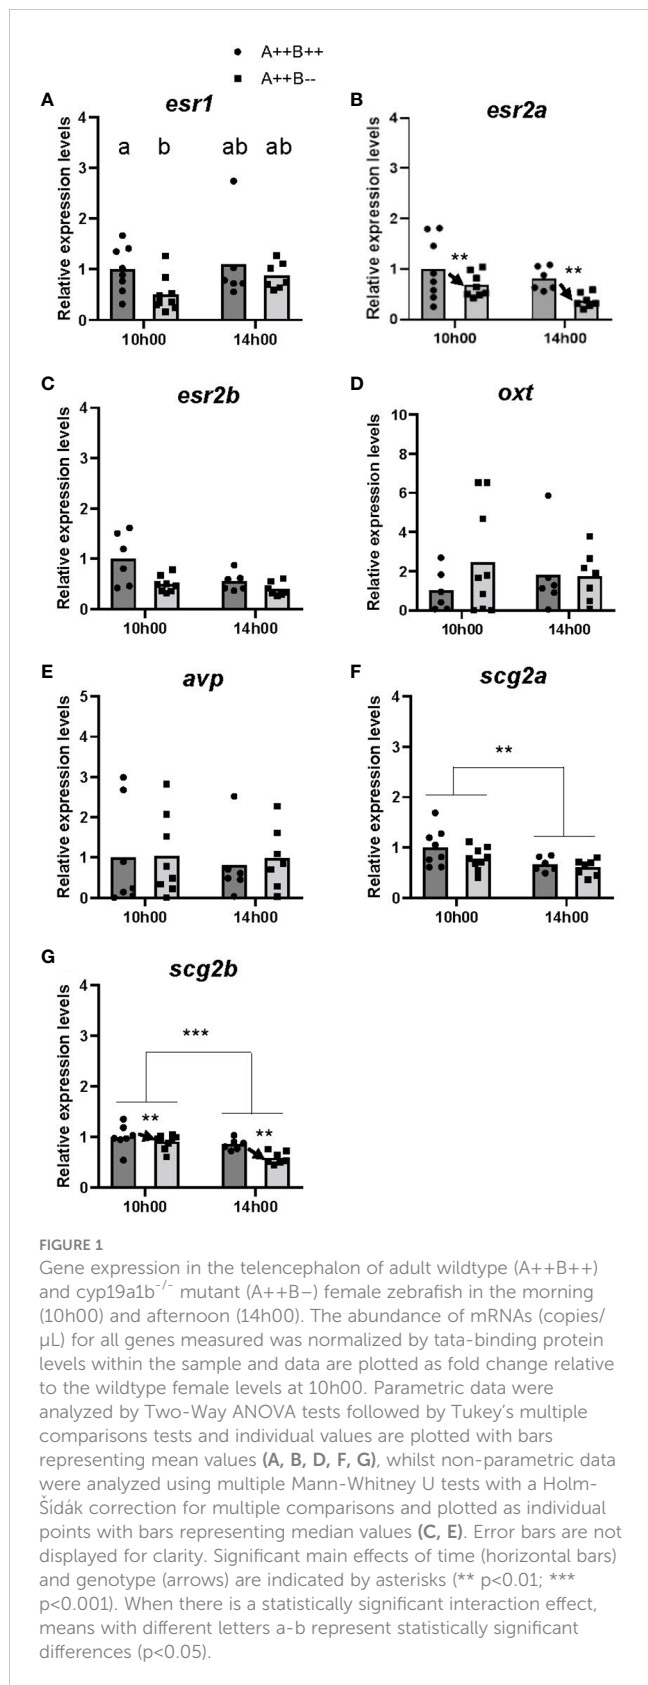 A++B++
A++B--
A
esr1
Relative expression levels
4
3
2
1
0
a
b
ab
ab
10h00
14h00
B
esr2a
Relative expression levels
4
3
2
1
0
**
**
10h00
14h00
C
esr2b
Relative expression levels
4
3
2
1
0
10h00
14h00
D
oxt
Relative expression levels
10
8
6
4
2
0
10h00
14h00
E
avp
Relative expression levels
5
4
3
2
1
0
10h00
14h00
F
scg2a
Relative expression levels
4
3
2
1
0
**
10h00
14h00
G
scg2b
Relative expression levels
4
3
2
1
0
***
**
**
10h00
14h00
FIGURE 1
Gene expression in the telencephalon of adult wildtype (A++B++)
and cyp19a1b-/- mutant (A++B–) female zebrafish in the morning
(10h00) and afternoon (14h00). The abundance of mRNAs (copies/
μL) for all genes measured was normalized by tata-binding protein
levels within the sample and data are plotted as fold change relative
to the wildtype female levels at 10h00. Parametric data were
analyzed by Two-Way ANOVA tests followed by Tukey's multiple
comparisons tests and individual values are plotted with bars
representing mean values (A, B, D, F, G), whilst non-parametric data
were analyzed using multiple Mann-Whitney U tests with a Holm-
Šídák correction for multiple comparisons and plotted as individual
points with bars representing median values (C, E). Error bars are not
displayed for clarity. Significant main effects of time (horizontal bars)
and genotype (arrows) are indicated by asterisks (** p<0.01; ***
p<0.001). When there is a statistically significant interaction effect,
means with different letters a-b represent statistically significant
differences (p<0.05).